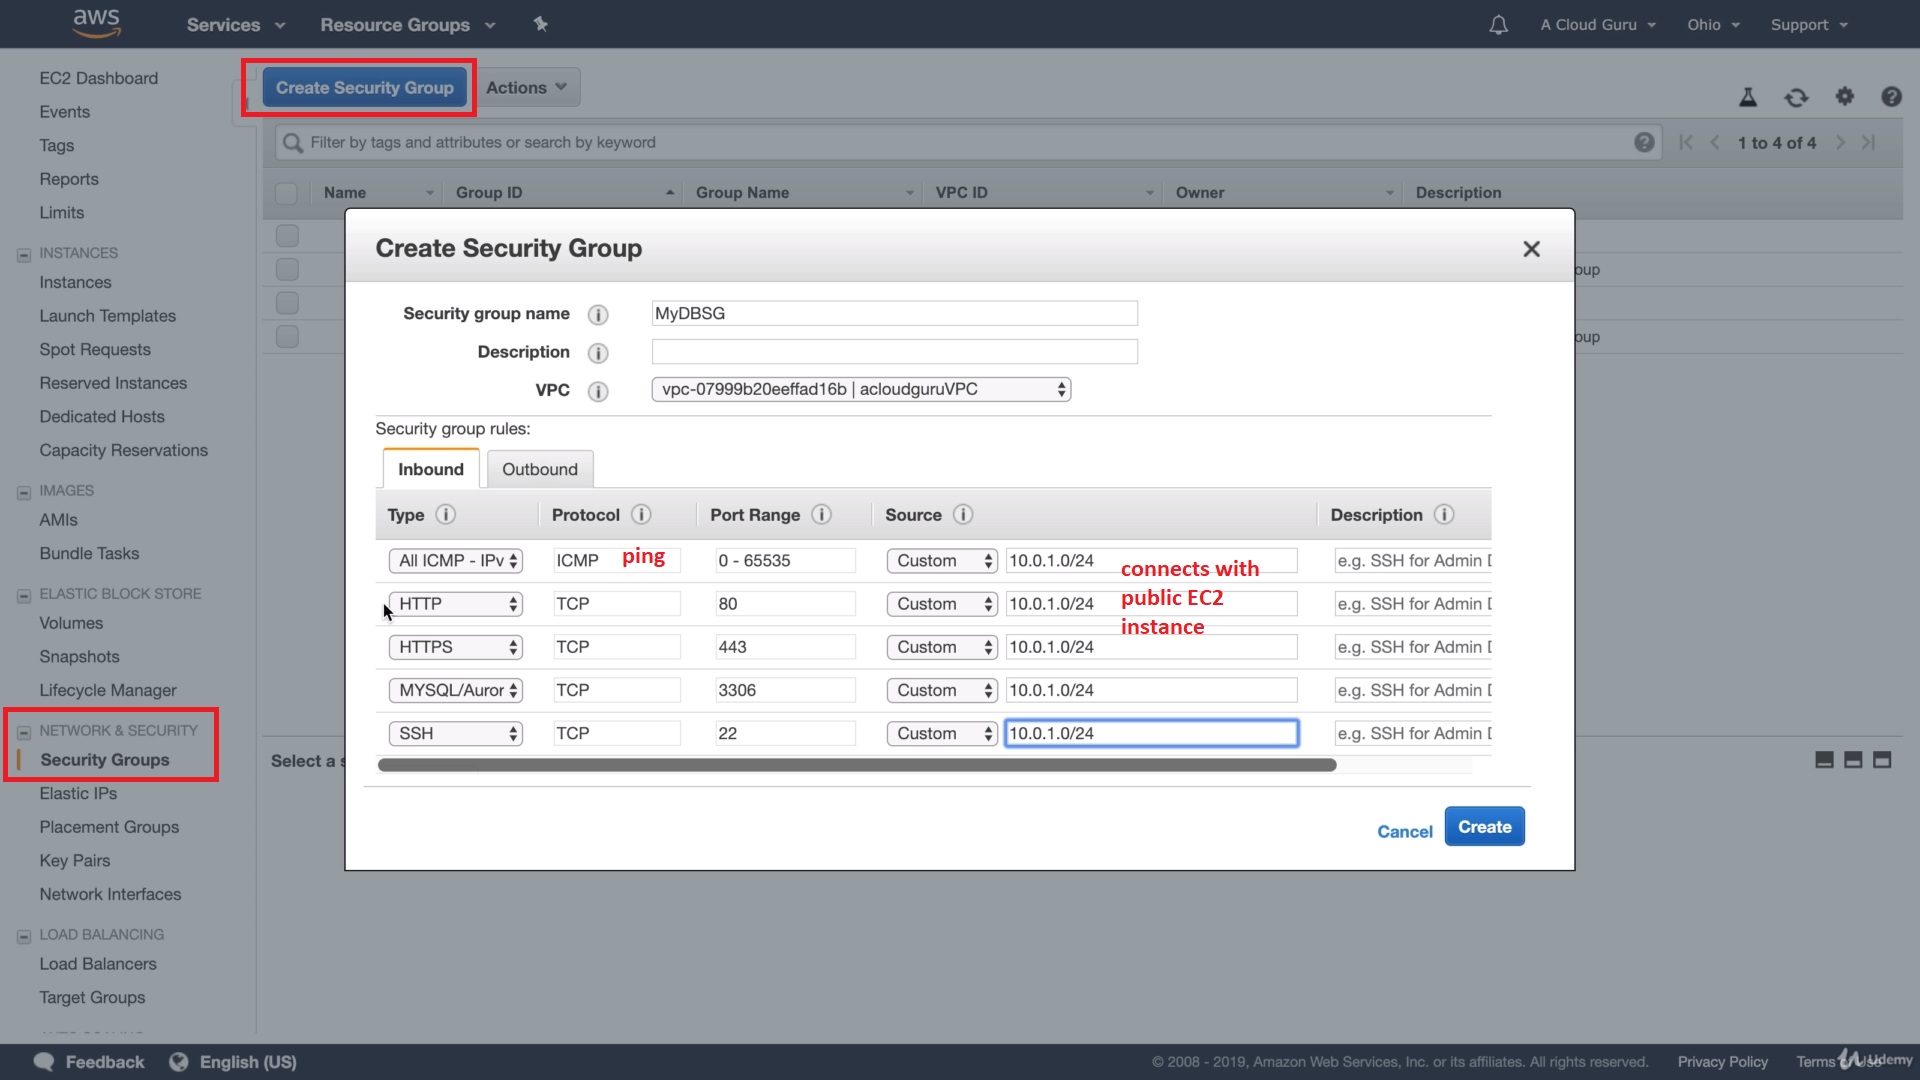 aws
Services
Resource Groups
A Cloud Guru
Ohio
Support
EC2 Dashboard
Events
Tags
Reports
Limits
INSTANCES
Instances
Launch Templates
Spot Requests
Reserved Instances
Dedicated Hosts
Capacity Reservations
IMAGES
AMIs
Bundle Tasks
ELASTIC BLOCK STORE
Volumes
Snapshots
Lifecycle Manager
NETWORK & SECURITY
Security Groups
Elastic IPs
Placement Groups
Key Pairs
Network Interfaces
LOAD BALANCING
Load Balancers
Target Groups
Create Security Group
Actions
Filter by tags and attributes or search by keyword
1 to 4 of 4
Name Group ID Group Name VPC ID Owner Description
oup
oup
Select a s
Create Security Group
Security group name MyDBSG
Description
VPC vpc-07999b20eeffad16b | acloudguruVPC
Security group rules:
Inbound Outbound
Type Protocol Port Range Source Description
All ICMP - IPv ICMP ping 0 - 65535 Custom 10.0.1.0/24 e.g. SSH for Admin D
HTTP TCP 80 Custom 10.0.1.0/24 e.g. SSH for Admin D
HTTPS TCP 443 Custom 10.0.1.0/24 e.g. SSH for Admin D
MYSQL/Auror TCP 3306 Custom 10.0.1.0/24 e.g. SSH for Admin D
SSH TCP 22 Custom 10.0.1.0/24 e.g. SSH for Admin D
connects with
public EC2
instance
Cancel
Create
Feedback
English (US)
© 2008 - 2019, Amazon Web Services, Inc. or its affiliates. All rights reserved.
Privacy Policy
Terms of Use
Udemy